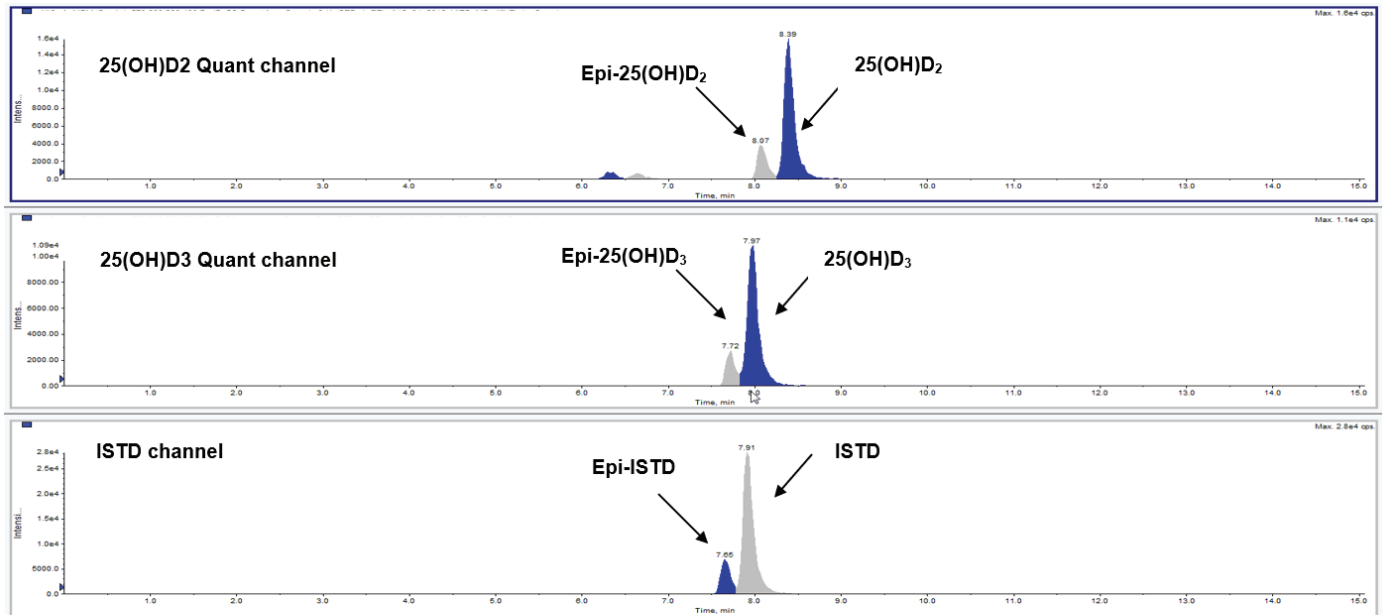 Max. 1.6e4 cps.
25(OH)D2 Quant channel
Epi-25(OH)D₂
25(OH)D₂
8.39
8.07
Intens...
1.6e4
1.4e4
1.2e4
1.0e4
8000.0
6000.0
4000.0
2000.0
0.0
1.0 2.0 3.0 4.0 5.0 6.0 7.0 8.0 9.0 10.0 11.0 12.0 13.0 14.0 15.0
Time, min
Max. 1.1e4 cps.
25(OH)D3 Quant channel
Epi-25(OH)D₃
25(OH)D₃
7.97
7.72
Intens...
1.09e4
1.00e4
8000.00
6000.00
4000.00
2000.00
0.00
1.0 2.0 3.0 4.0 5.0 6.0 7.0 9.0 10.0 11.0 12.0 13.0 14.0 15.0
Time, min
Max. 2.8e4 cps.
ISTD channel
Epi-ISTD
ISTD
7.91
7.65
Intensi...
2.8e4
2.5e4
2.0e4
1.5e4
1.0e4
5000.0
0.0
1.0 2.0 3.0 4.0 5.0 6.0 7.0 8.0 9.0 10.0 11.0 12.0 13.0 14.0 15.0
Time, min